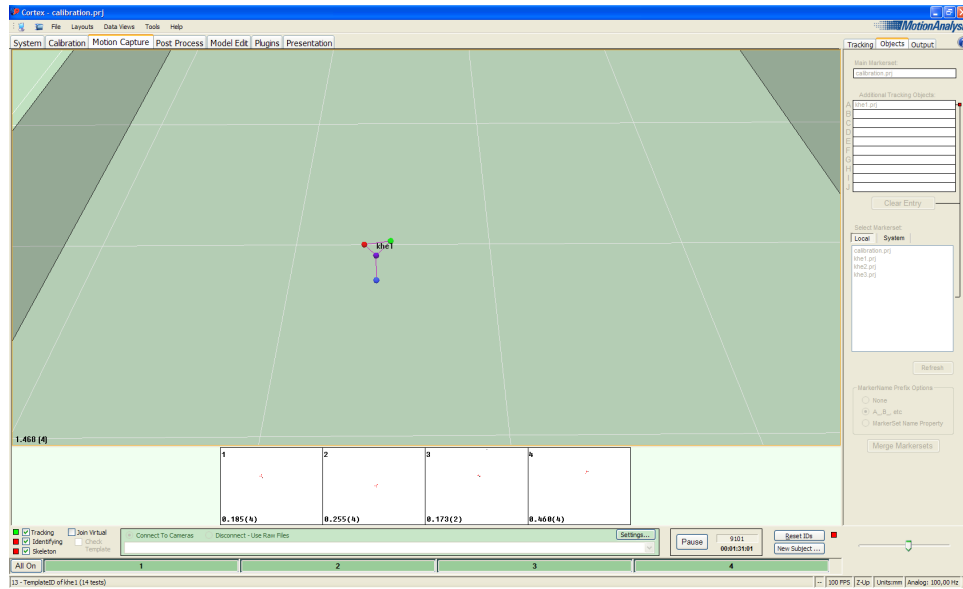 Cortex - calibration.prj
File Layouts Data Views Tools Help
MotionAnalysis
System Calibration Motion Capture Post Process Model Edit Plugins Presentation
Tracking Objects Output
Main Markerset:
calibration.prj
Additional Tracking Objects:
A khe1.prj
B
C
D
E
F
G
H
I
J
Clear Entry
Select Markerset:
Local System
calibration.prj
khe1.prj
khe2.prj
khe3.prj
Refresh
MarkerName Prefix Options
None
A_, B_, etc
MarkerSet Name Property
Merge Markersets
khe1
1.468 (4)
1 2 3 4
0.185(4) 0.255(4) 0.173(2) 0.460(4)
Tracking Join Virtual
Identifying Check Template
Skeleton
Connect To Cameras Disconnect - Use Raw Files Settings...
Pause
9101
00:01:31:01
Reset IDs
New Subject ...
All On 1 2 3 4
13 - TemplateID of khe1 (14 tests)
-- 100 FPS Z-Up Units:mm Analog: 100,00 Hz